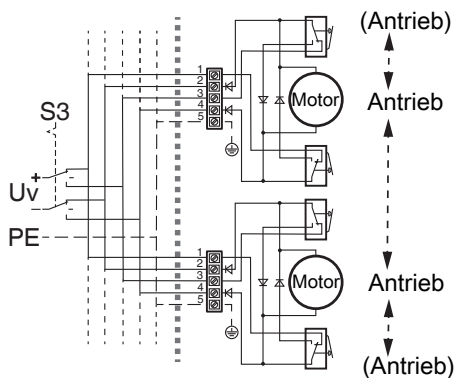 (Antrieb)
1
2
3
4
5
Motor
Antrieb
S3
+
Uv
-
PE
1
2
3
4
5
Motor
Antrieb
(Antrieb)